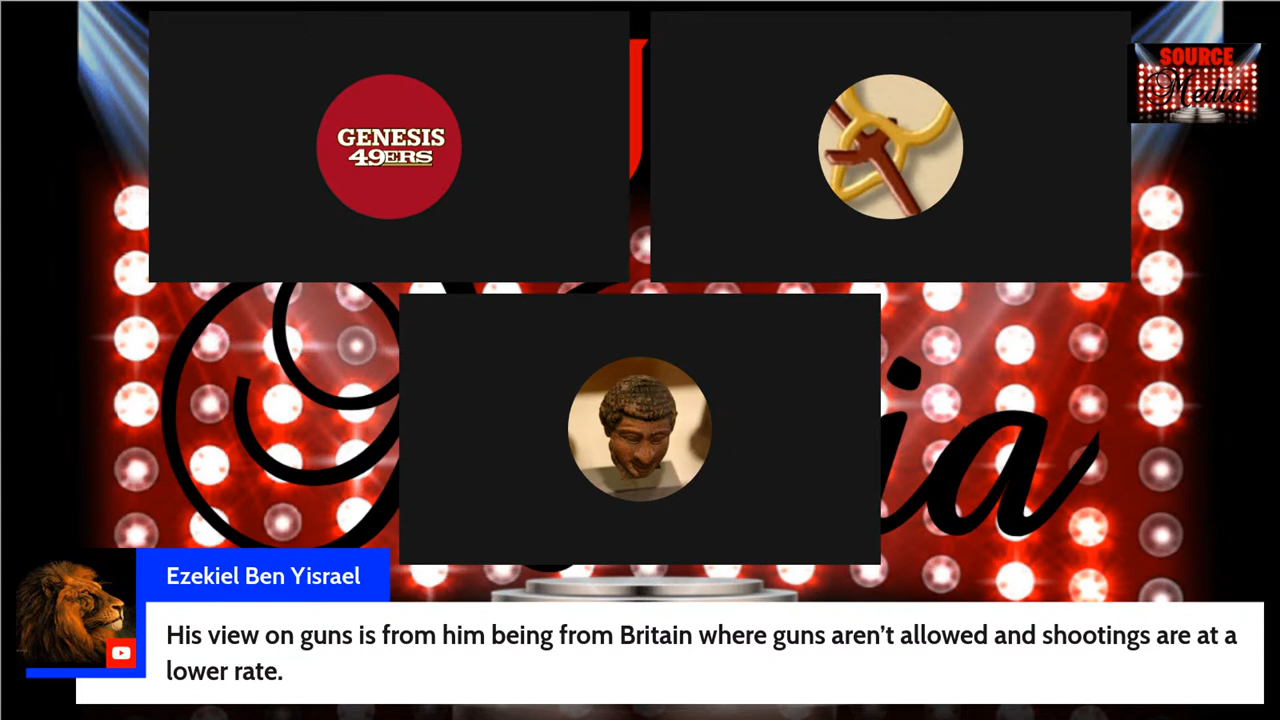 GENESIS
49ERS
SOURCE
Media
ia
Ezekiel Ben Yisrael
His view on guns is from him being from Britain where guns aren’t allowed and shootings are at a
lower rate.